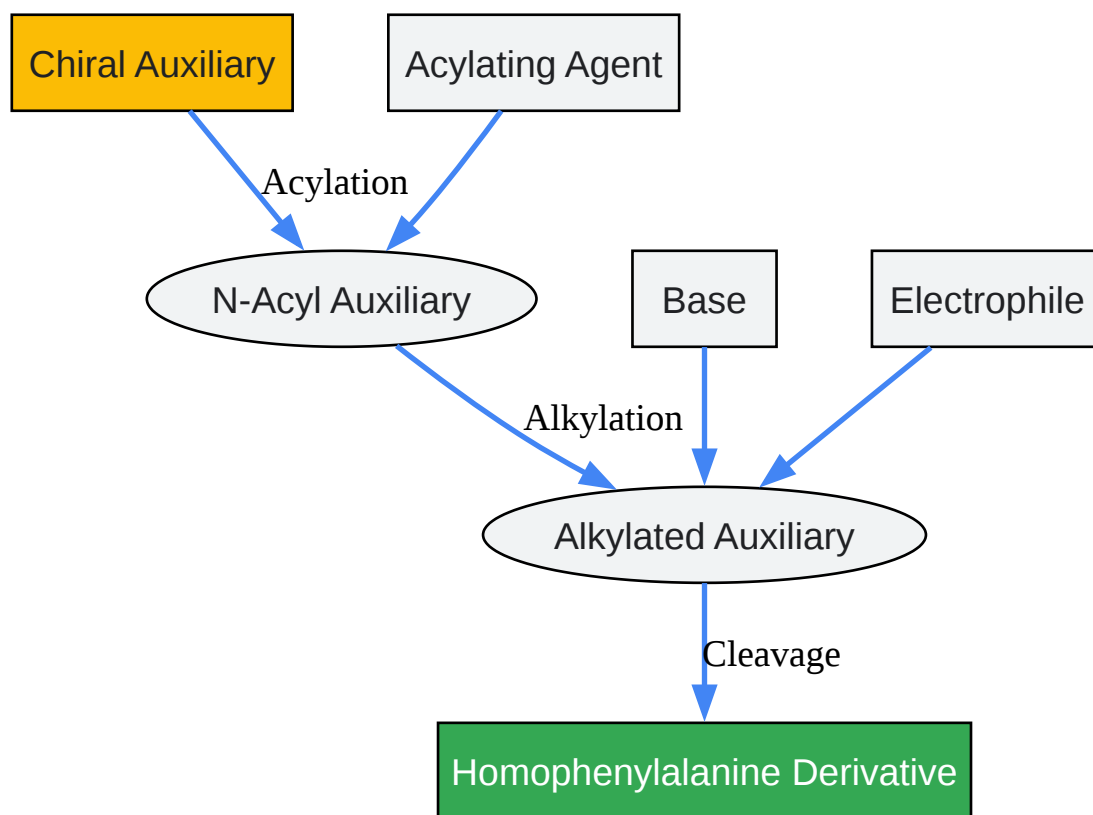 Chiral Auxiliary
Acylating Agent
Acylation
N-Acyl Auxiliary
Base
Electrophile
Alkylation
Alkylated Auxiliary
Cleavage
Homophenylalanine Derivative